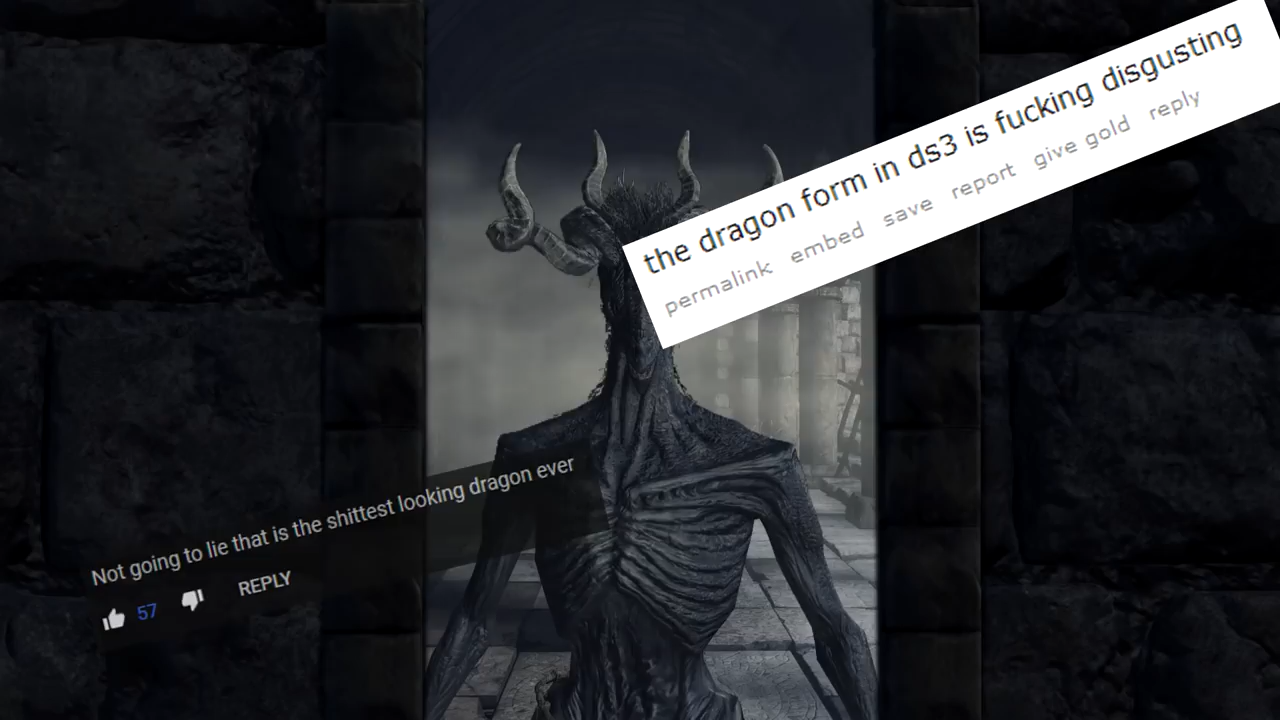 the dragon form in ds3 is fucking disgusting
permalink embed save report give gold reply
Not going to lie that is the shittest looking dragon ever
57 REPLY